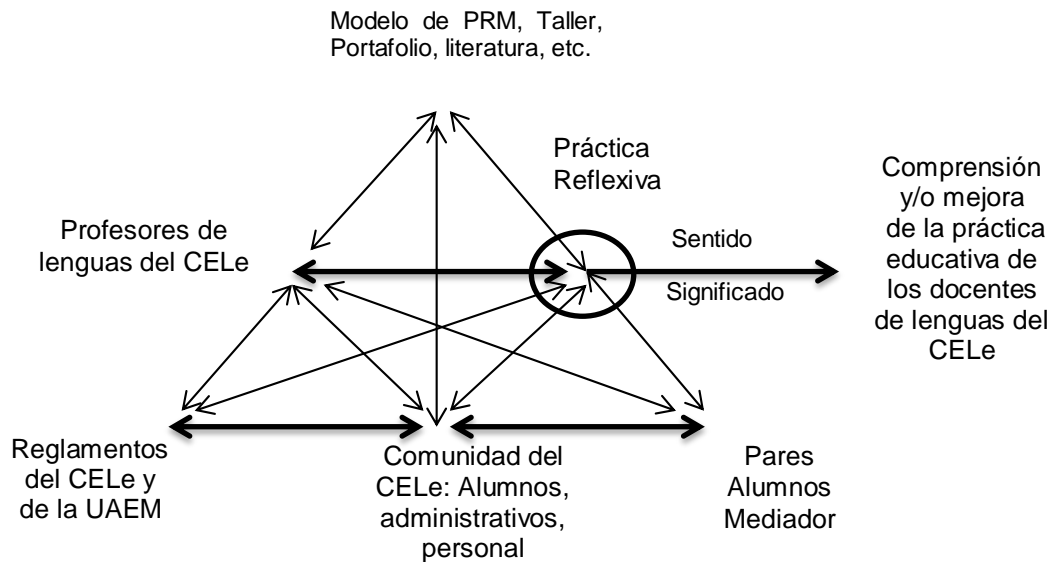 Modelo de PRM, Taller,
Portafolio, literatura, etc.
Práctica
Reflexiva
Profesores de
lenguas del CELe
Sentido
Significado
Comprensión
y/o mejora
de la práctica
educativa de
los docentes
de lenguas del
CELe
Reglamentos
del CELe y
de la UAEM
Comunidad del
CELe: Alumnos,
administrativos,
personal
Pares
Alumnos
Mediador